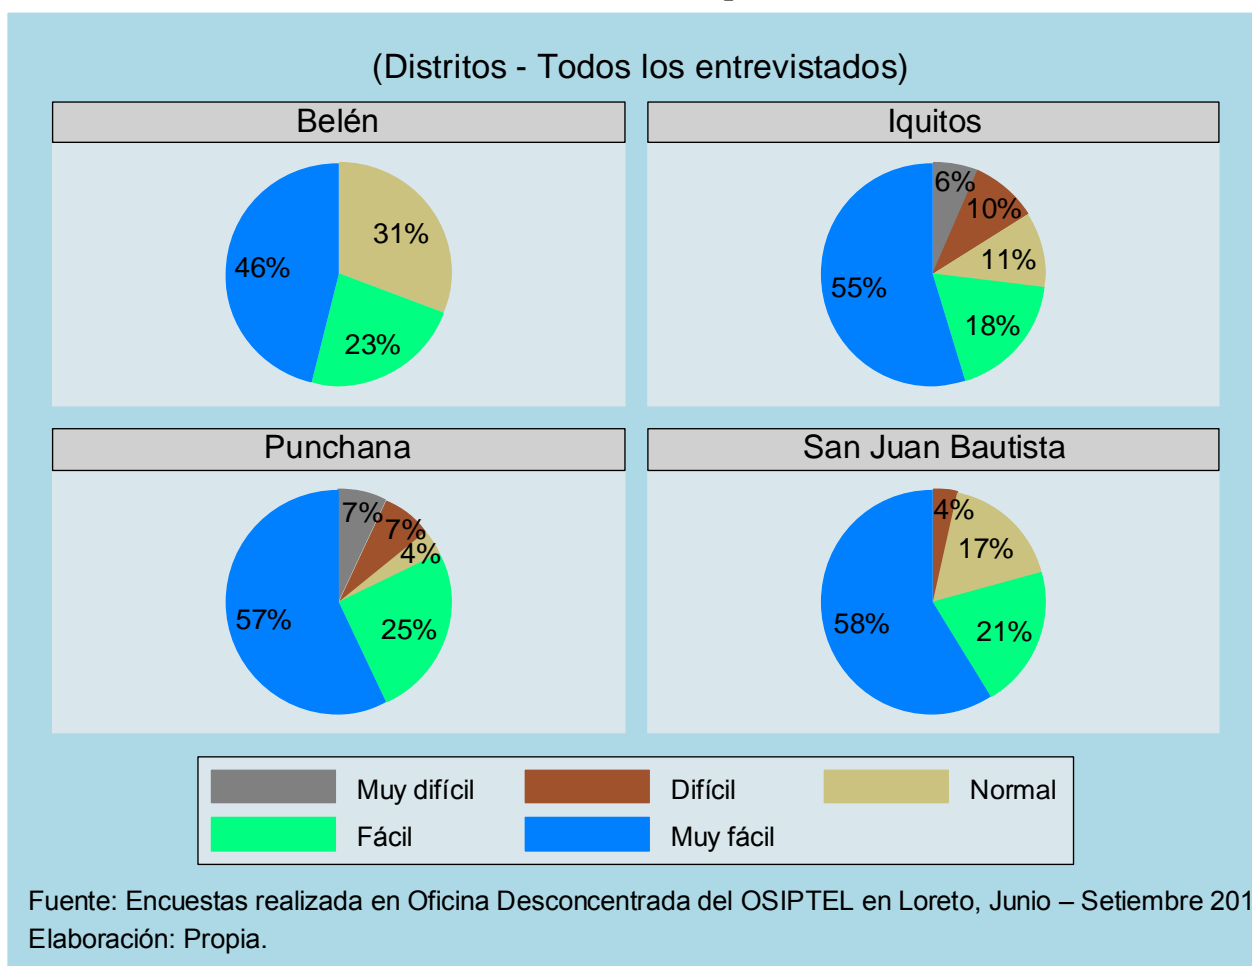 (Distritos - Todos los entrevistados)
Belén
Iquitos
31%
46%
23%
6%
10%
11%
55%
18%
Punchana
San Juan Bautista
7%
7%
4%
57%
25%
4%
17%
58%
21%
Muy difícil
Difícil
Normal
Fácil
Muy fácil
Fuente: Encuestas realizada en Oficina Desconcentrada del OSIPTEL en Loreto, Junio – Setiembre 201
Elaboración: Propia.